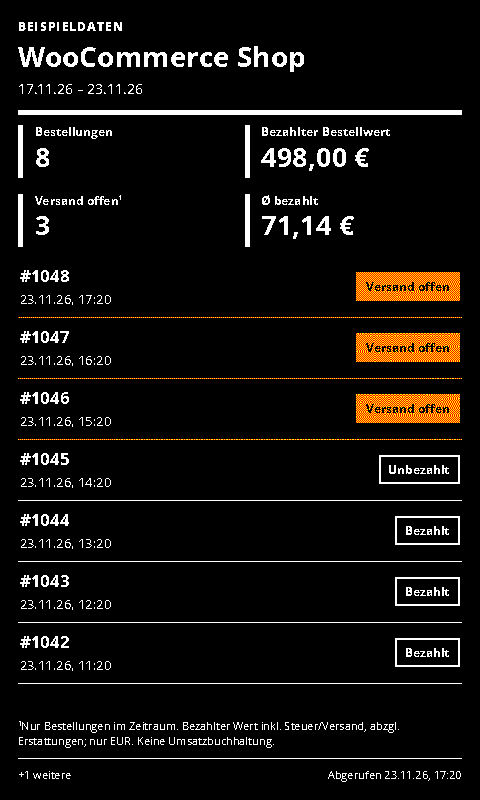 BEISPIELDATEN
WooCommerce Shop
17.11.26 – 23.11.26
Bestellungen
8
Bezahlter Bestellwert
498,00 €
Versand offen¹
3
Ø bezahlt
71,14 €
#1048
23.11.26, 17:20
Versand offen
#1047
23.11.26, 16:20
Versand offen
#1046
23.11.26, 15:20
Versand offen
#1045
23.11.26, 14:20
Unbezahlt
#1044
23.11.26, 13:20
Bezahlt
#1043
23.11.26, 12:20
Bezahlt
#1042
23.11.26, 11:20
Bezahlt
¹Nur Bestellungen im Zeitraum. Bezahlter Wert inkl. Steuer/Versand, abzgl.
Erstattungen; nur EUR. Keine Umsatzbuchhaltung.
+1 weitere
Abgerufen 23.11.26, 17:20